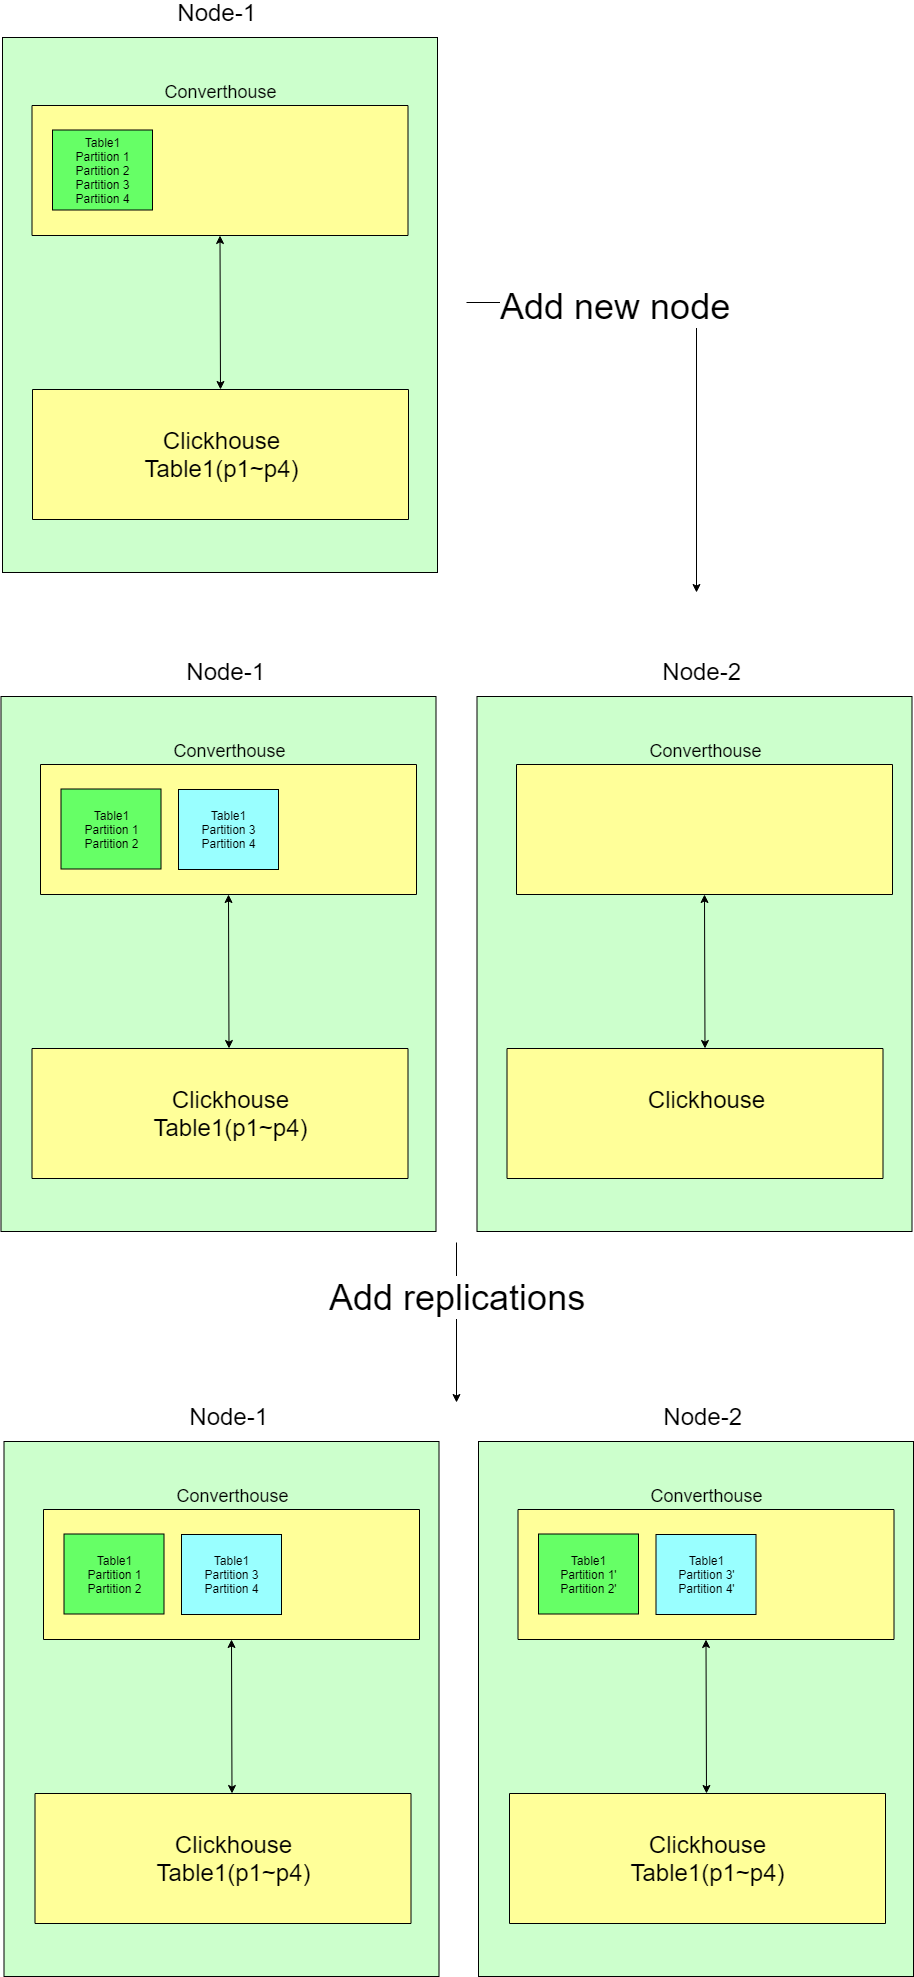 Node-1
Converthouse
Table1
Partition 1
Partition 2
Partition 3
Partition 4
Add new node
Clickhouse
Table1(p1~p4)
Node-1
Node-2
Converthouse
Converthouse
Table1
Partition 1
Partition 2
Table1
Partition 3
Partition 4
Clickhouse
Table1(p1~p4)
Clickhouse
Add replications
Node-1
Node-2
Converthouse
Converthouse
Table1
Partition 1
Partition 2
Table1
Partition 3
Partition 4
Table1
Partition 1'
Partition 2'
Table1
Partition 3'
Partition 4'
Clickhouse
Table1(p1~p4)
Clickhouse
Table1(p1~p4)